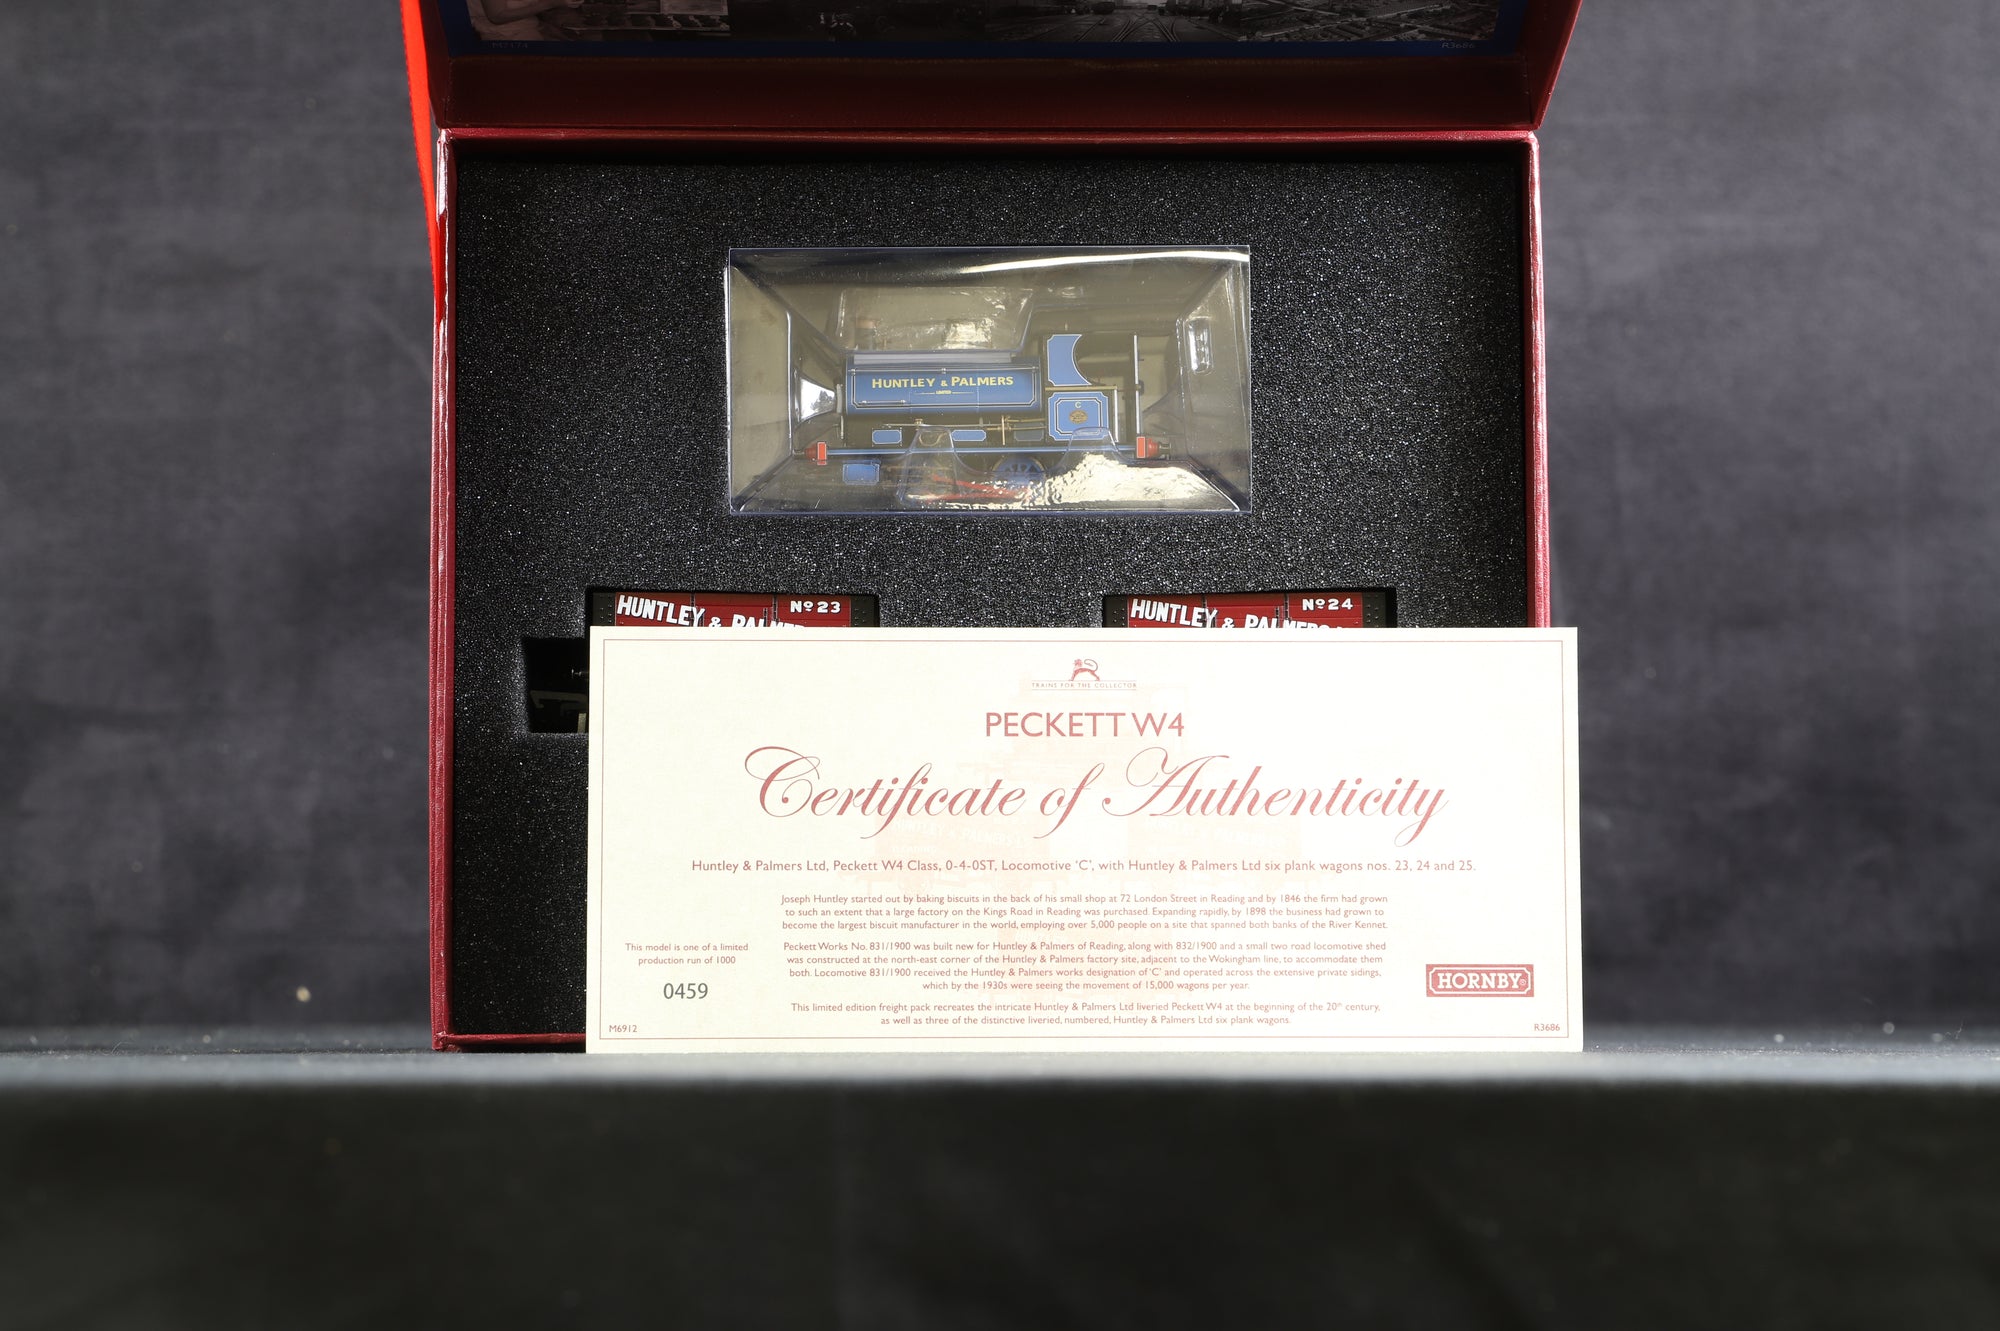 M7174
R3686
HUNTLEY & PALMERS
LIMITED
C
HUNTLEY & PALMER
Nº 23
HUNTLEY & PALMERS
Nº 24
TRAINS FOR THE COLLECTOR
PECKETT W4
Certificate of Authenticity
Huntley & Palmers Ltd, Peckett W4 Class, 0-4-0ST, Locomotive ‘C’, with Huntley & Palmers Ltd six plank wagons nos. 23, 24 and 25.
Joseph Huntley started out by baking biscuits in the back of his small shop at 72 London Street in Reading and by 1846 the firm had grown
to such an extent that a large factory on the Kings Road in Reading was purchased. Expanding rapidly, by 1898 the business had grown to
become the largest biscuit manufacturer in the world, employing over 5,000 people on a site that spanned both banks of the River Kennet.
Peckett Works No. 831/1900 was built new for Huntley & Palmers of Reading, along with 832/1900 and a small two road locomotive shed
was constructed at the north-east corner of the Huntley & Palmers factory site, adjacent to the Wokingham line, to accommodate them
both. Locomotive 831/1900 received the Huntley & Palmers works designation of ‘C’ and operated across the extensive private sidings,
which by the 1930s were seeing the movement of 15,000 wagons per year.
This limited edition freight pack recreates the intricate Huntley & Palmers Ltd liveried Peckett W4 at the beginning of the 20th century,
as well as three of the distinctive liveried, numbered, Huntley & Palmers Ltd six plank wagons.
This model is one of a limited
production run of 1000
0459
HORNBY®
M6912
R3686